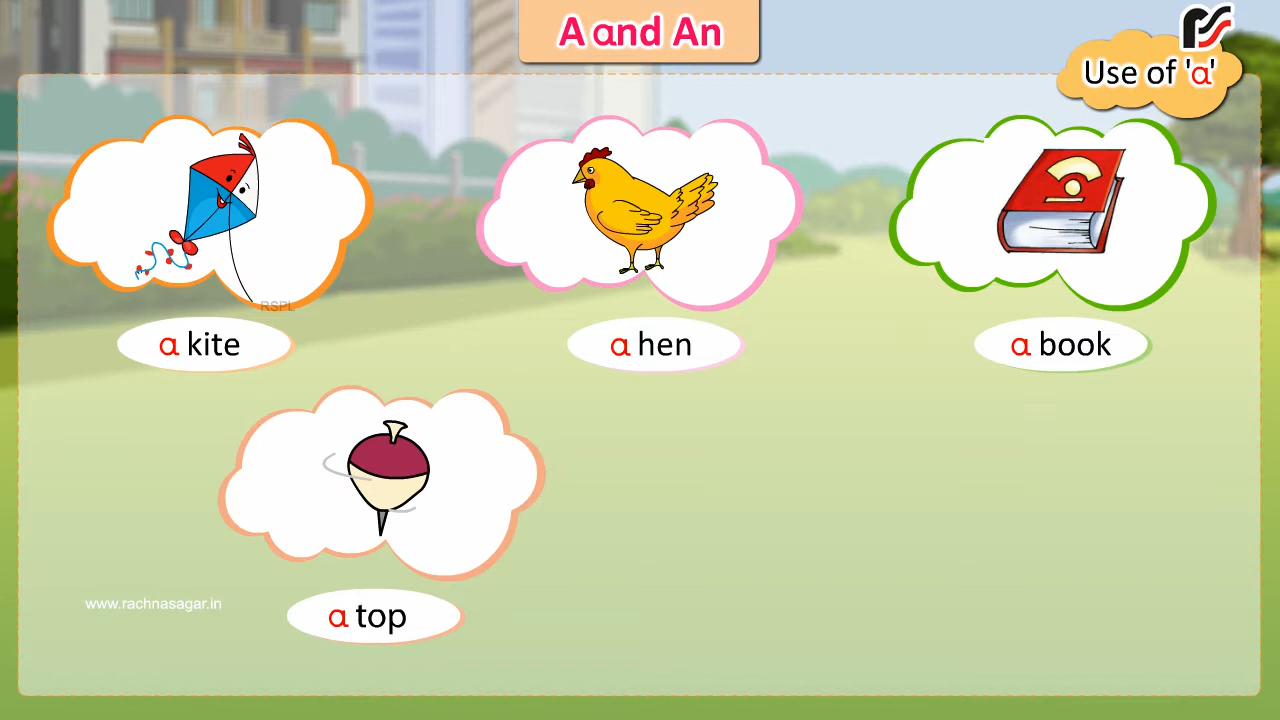 A and An
Use of 'a'
RSPL
a kite
a hen
a book
a top
www.rachnasagar.in